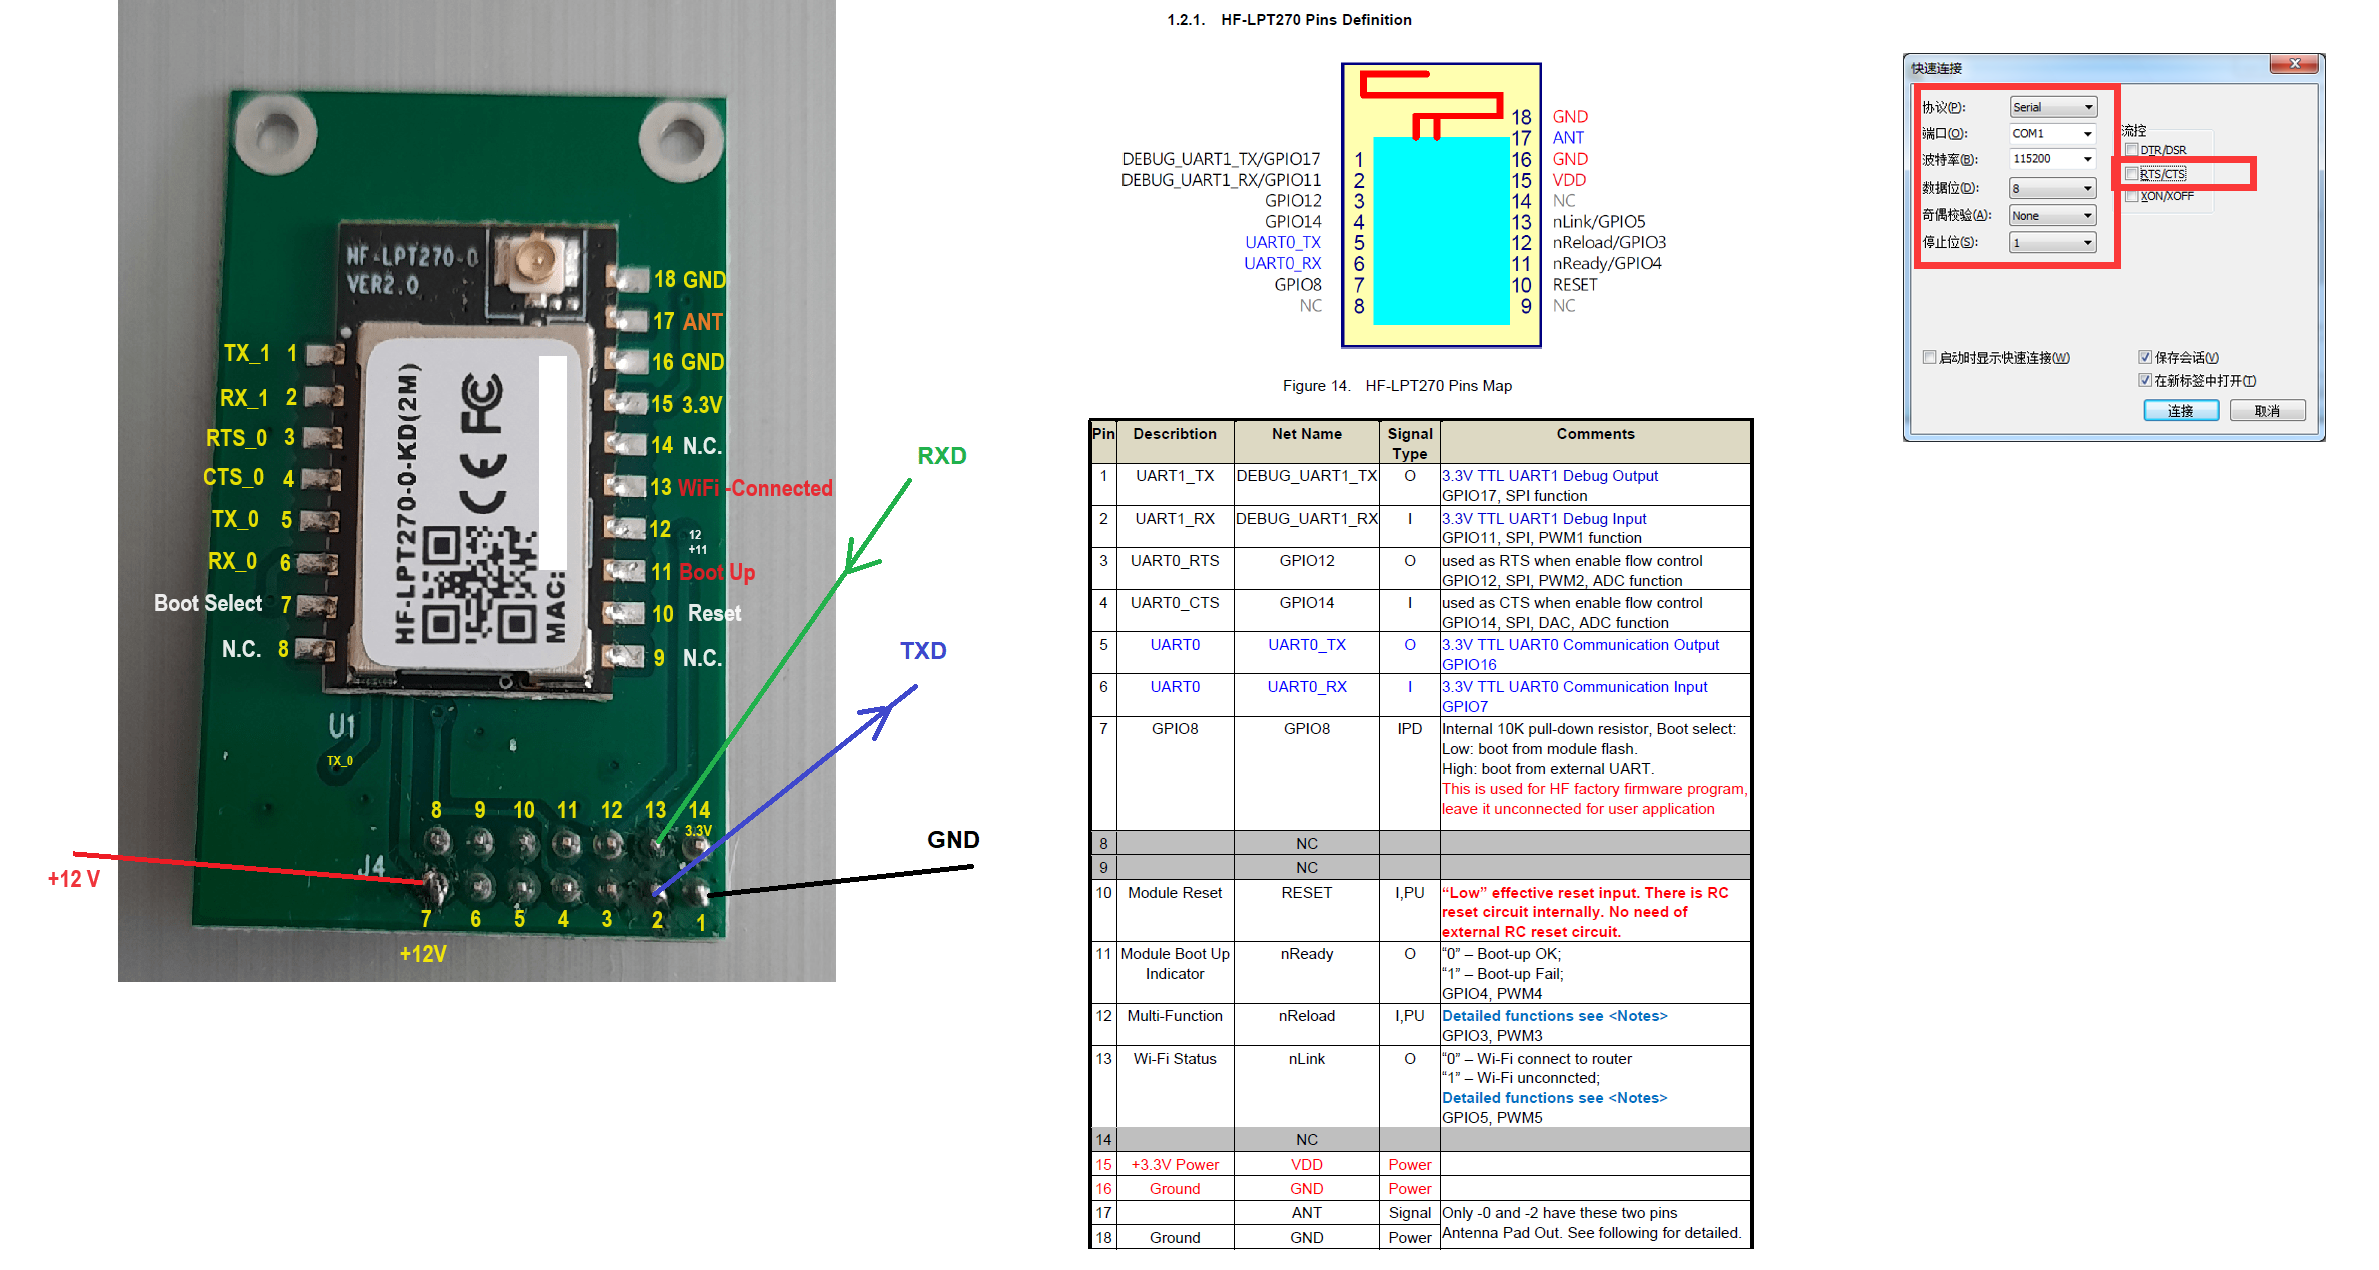 HF-LPT270-0
VER2.0
HF-LPT270-0-KD(2M)
CE FC
MAC:
TX_1 1
RX_1 2
RTS_0 3
CTS_0 4
TX_0 5
RX_0 6
Boot Select 7
N.C. 8
18 GND
17 ANT
16 GND
15 3.3V
14 N.C.
13 WiFi -Connected
12
12
+11
11 Boot Up
10 Reset
9 N.C.
U1
TX_0
8 9 10 11 12 13 14
3.3V
J4
7 6 5 4 3 2 1
+12V
+12 V
RXD
TXD
GND
1.2.1. HF-LPT270 Pins Definition
DEBUG_UART1_TX/GPIO17 1
DEBUG_UART1_RX/GPIO11 2
GPIO12 3
GPIO14 4
UART0_TX 5
UART0_RX 6
GPIO8 7
NC 8
18 GND
17 ANT
16 GND
15 VDD
14 NC
13 nLink/GPIO5
12 nReload/GPIO3
11 nReady/GPIO4
10 RESET
9 NC
Figure 14. HF-LPT270 Pins Map
Pin Describtion Net Name Signal Type Comments
1 UART1_TX DEBUG_UART1_TX O 3.3V TTL UART1 Debug Output
GPIO17, SPI function
2 UART1_RX DEBUG_UART1_RX I 3.3V TTL UART1 Debug Input
GPIO11, SPI, PWM1 function
3 UART0_RTS GPIO12 O used as RTS when enable flow control
GPIO12, SPI, PWM2, ADC function
4 UART0_CTS GPIO14 I used as CTS when enable flow control
GPIO14, SPI, DAC, ADC function
5 UART0 UART0_TX O 3.3V TTL UART0 Communication Output
GPIO16
6 UART0 UART0_RX I 3.3V TTL UART0 Communication Input
GPIO7
7 GPIO8 GPIO8 IPD Internal 10K pull-down resistor, Boot select:
Low: boot from module flash.
High: boot from external UART.
This is used for HF factory firmware program,
leave it unconnected for user application
8 NC
9 NC
10 Module Reset RESET I,PU “Low” effective reset input. There is RC
reset circuit internally. No need of
external RC reset circuit.
11 Module Boot Up Indicator nReady O “0” – Boot-up OK;
“1” – Boot-up Fail;
GPIO4, PWM4
12 Multi-Function nReload I,PU Detailed functions see <Notes>
GPIO3, PWM3
13 Wi-Fi Status nLink O “0” – Wi-Fi connect to router
“1” – Wi-Fi unconncted;
Detailed functions see <Notes>
GPIO5, PWM5
14 NC
15 +3.3V Power VDD Power
16 Ground GND Power
17 ANT Signal Only -0 and -2 have these two pins
18 Ground GND Power Antenna Pad Out. See following for detailed.
快速连接
协议(P): Serial
端口(O): COM1
波特率(B): 115200
数据位(D): 8
奇偶校验(A): None
停止位(S): 1
流控
DTR/DSR
RTS/CTS
XON/XOFF
启动时显示快速连接(W)
保存会话(V)
在新标签中打开(T)
连接
取消